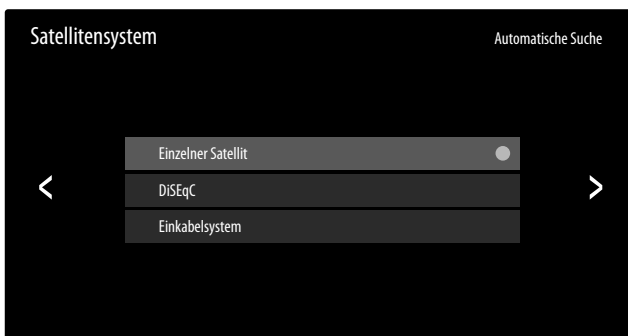 Satellitensystem
Automatische Suche
Einzelner Satellit
DiSEqC
Einkabelsystem